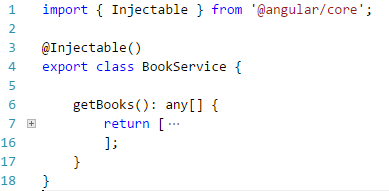 1 import { Injectable } from '@angular/core';
2
3 @Injectable()
4 export class BookService {
5
6 getBooks(): any[] {
7 return [ ...
16 ];
17 }
18 }